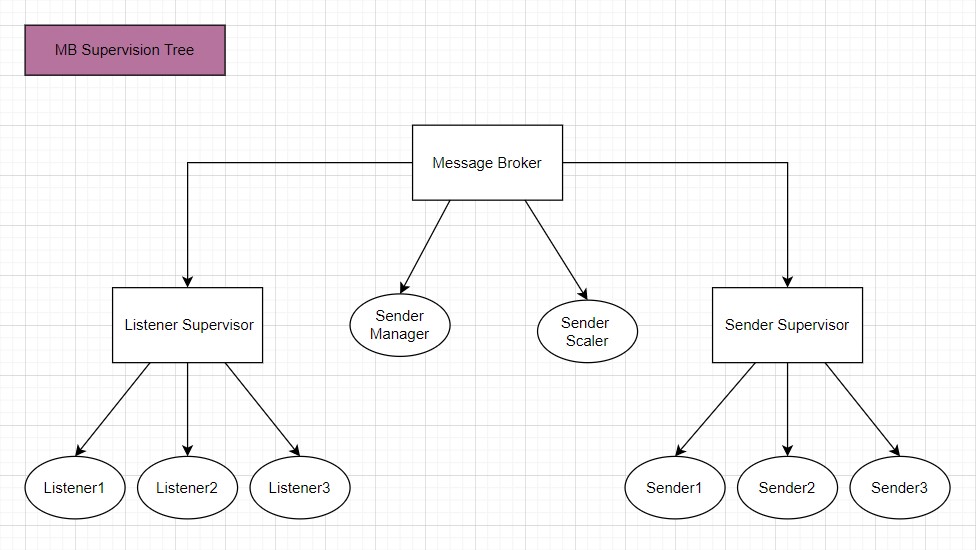 MB Supervision Tree
Message Broker
Listener Supervisor
Sender
Manager
Sender
Scaler
Sender Supervisor
Listener1
Listener2
Listener3
Sender1
Sender2
Sender3